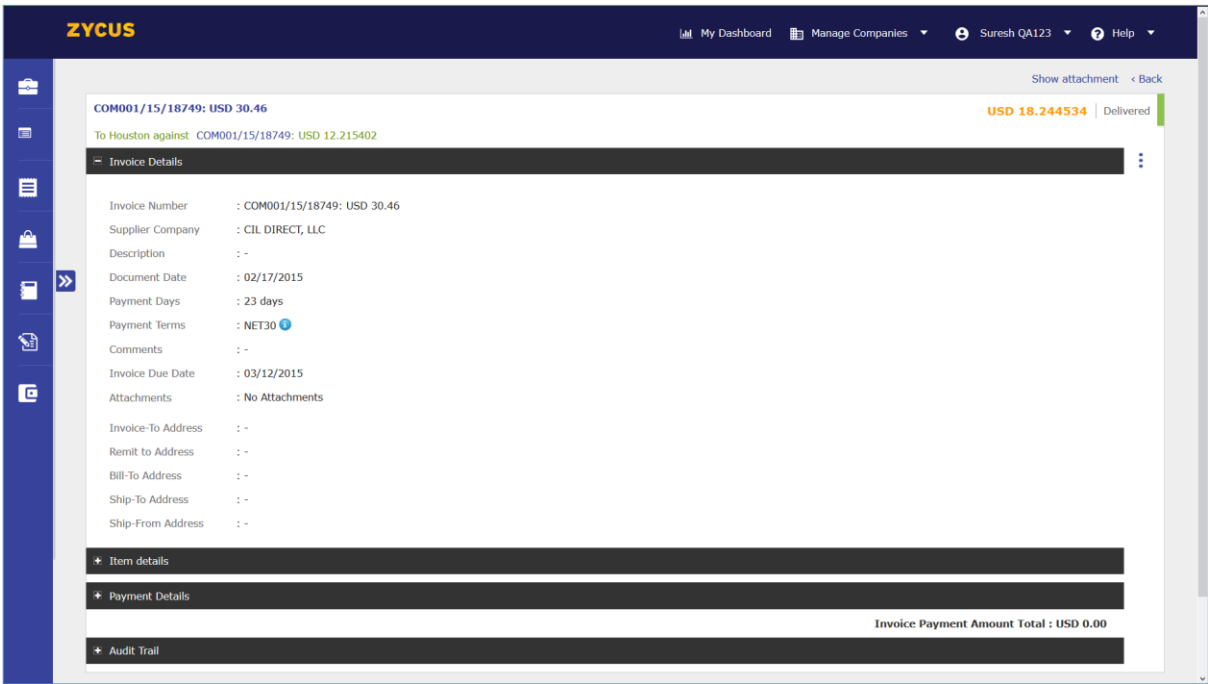 ZYCUS
My Dashboard Manage Companies Suresh QA123 Help
Show attachment ‹ Back
COM001/15/18749: USD 30.46
USD 18.244534 Delivered
To Houston against COM001/15/18749: USD 12.215402
Invoice Details
Invoice Number : COM001/15/18749: USD 30.46
Supplier Company : CIL DIRECT, LLC
Description : -
Document Date : 02/17/2015
Payment Days : 23 days
Payment Terms : NET30
Comments : -
Invoice Due Date : 03/12/2015
Attachments : No Attachments
Invoice-To Address : -
Remit to Address : -
Bill-To Address : -
Ship-To Address : -
Ship-From Address : -
Item details
Payment Details
Invoice Payment Amount Total : USD 0.00
Audit Trail